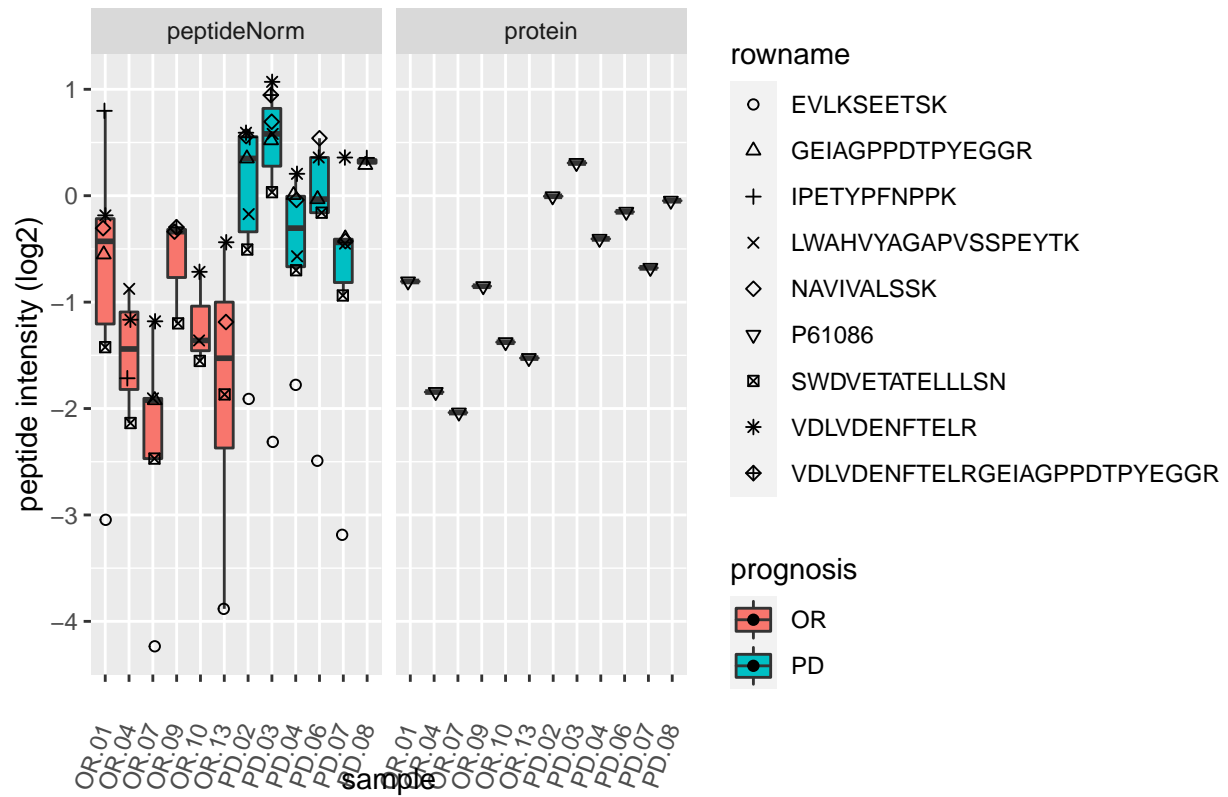 peptideNorm
protein
peptide intensity (log2)
1
0
−1
−2
−3
−4
OR.01
OR.04
OR.07
OR.09
OR.10
OR.13
PD.02
PD.03
PD.04
PD.06
PD.07
PD.08
OR.01
OR.04
OR.07
OR.09
OR.10
OR.13
PD.02
PD.03
PD.04
PD.06
PD.07
PD.08
sample
rowname
EVLKSEETSK
GEIAGPPDTPYEGGR
IPETYPFNPPK
LWAHVYAGAPVSSPEYTK
NAVIVALSSK
P61086
SWDVETATELLLSN
VDLVDENFTELR
VDLVDENFTELRGEIAGPPDTPYEGGR
prognosis
OR
PD